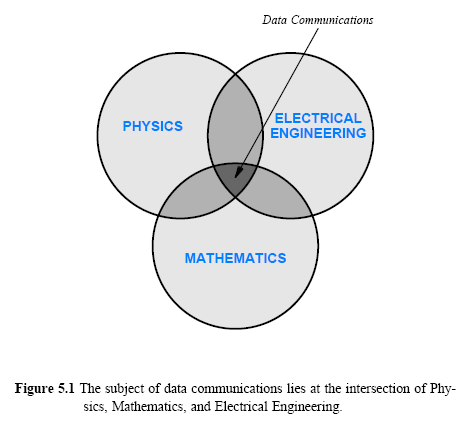 Data Communications
PHYSICS
ELECTRICAL
ENGINEERING
MATHEMATICS
Figure 5.1 The subject of data communications lies at the intersection of Phy-
sics, Mathematics, and Electrical Engineering.